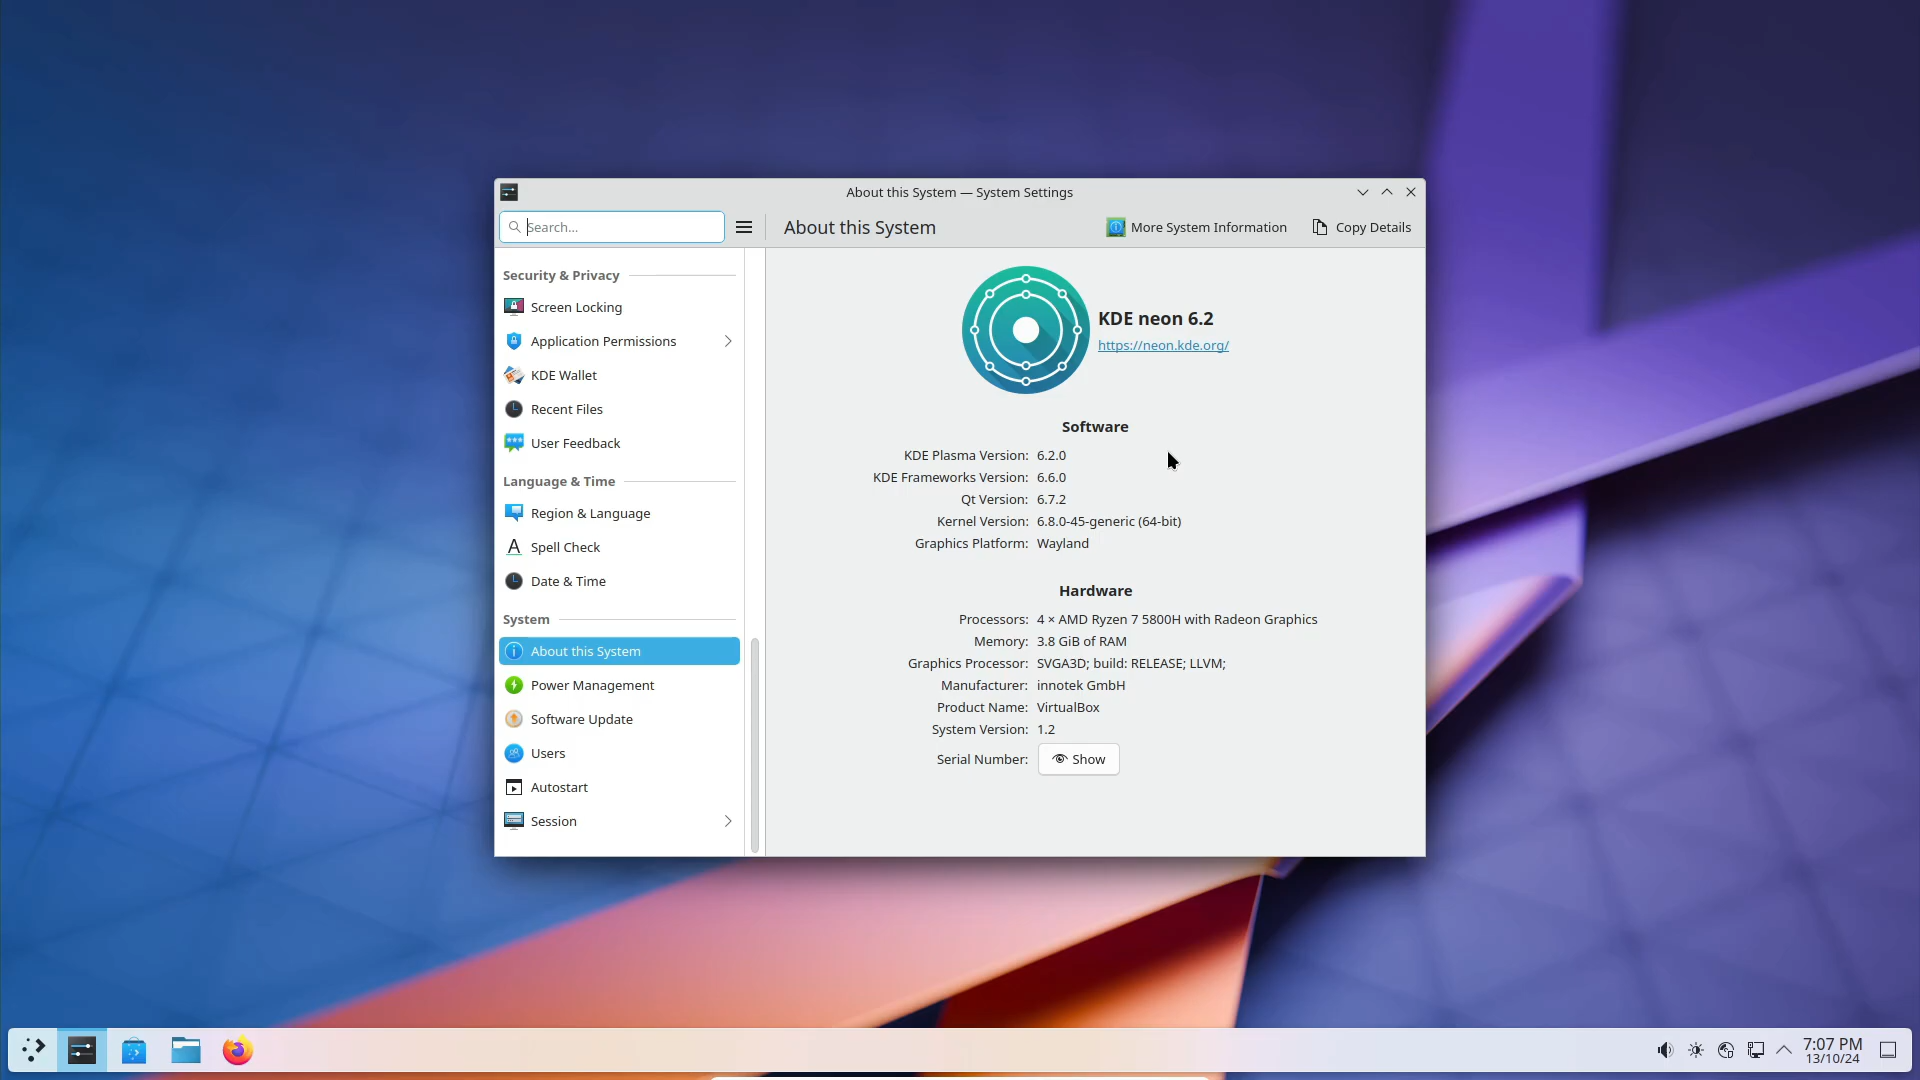 About this System — System Settings
Search...
About this System
More System Information
Copy Details
Security & Privacy
Screen Locking
Application Permissions
KDE Wallet
Recent Files
User Feedback
Language & Time
Region & Language
Spell Check
Date & Time
System
About this System
Power Management
Software Update
Users
Autostart
Session
KDE neon 6.2
https://neon.kde.org/
Software
KDE Plasma Version: 6.2.0
KDE Frameworks Version: 6.6.0
Qt Version: 6.7.2
Kernel Version: 6.8.0-45-generic (64-bit)
Graphics Platform: Wayland
Hardware
Processors: 4 × AMD Ryzen 7 5800H with Radeon Graphics
Memory: 3.8 GiB of RAM
Graphics Processor: SVGA3D; build: RELEASE; LLVM;
Manufacturer: innotek GmbH
Product Name: VirtualBox
System Version: 1.2
Serial Number: Show
7:07 PM
13/10/24